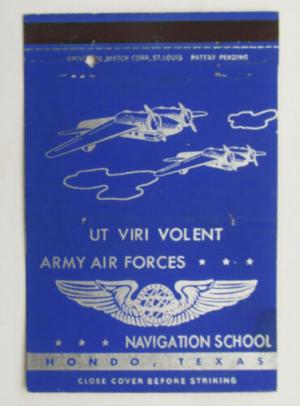 UNIVERSAL MATCH CORP., ST. LOUIS PATENT PENDING
UT VIRI VOLENT
ARMY AIR FORCES ★ ★ ★
★ ★ ★ NAVIGATION SCHOOL
HONDO, TEXAS
CLOSE COVER BEFORE STRIKING